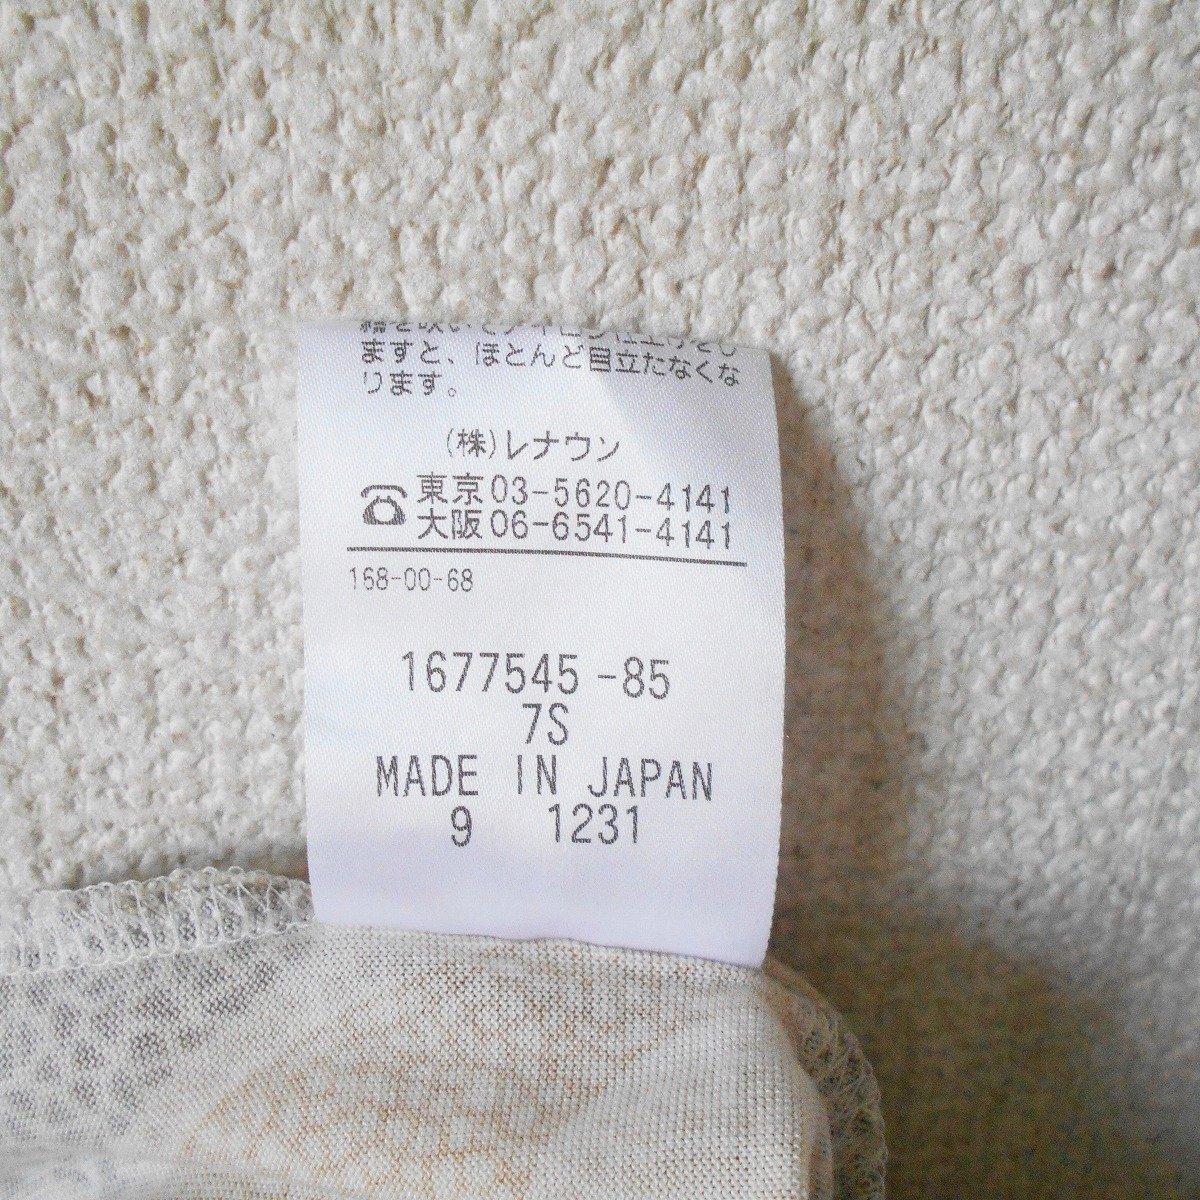 ますと、ほとんど目立たなくな
ります。
(株)レナウン
東京03-5620-4141
大阪06-6541-4141
168-00-68
1677545-85
7S
MADE IN JAPAN
9 1231